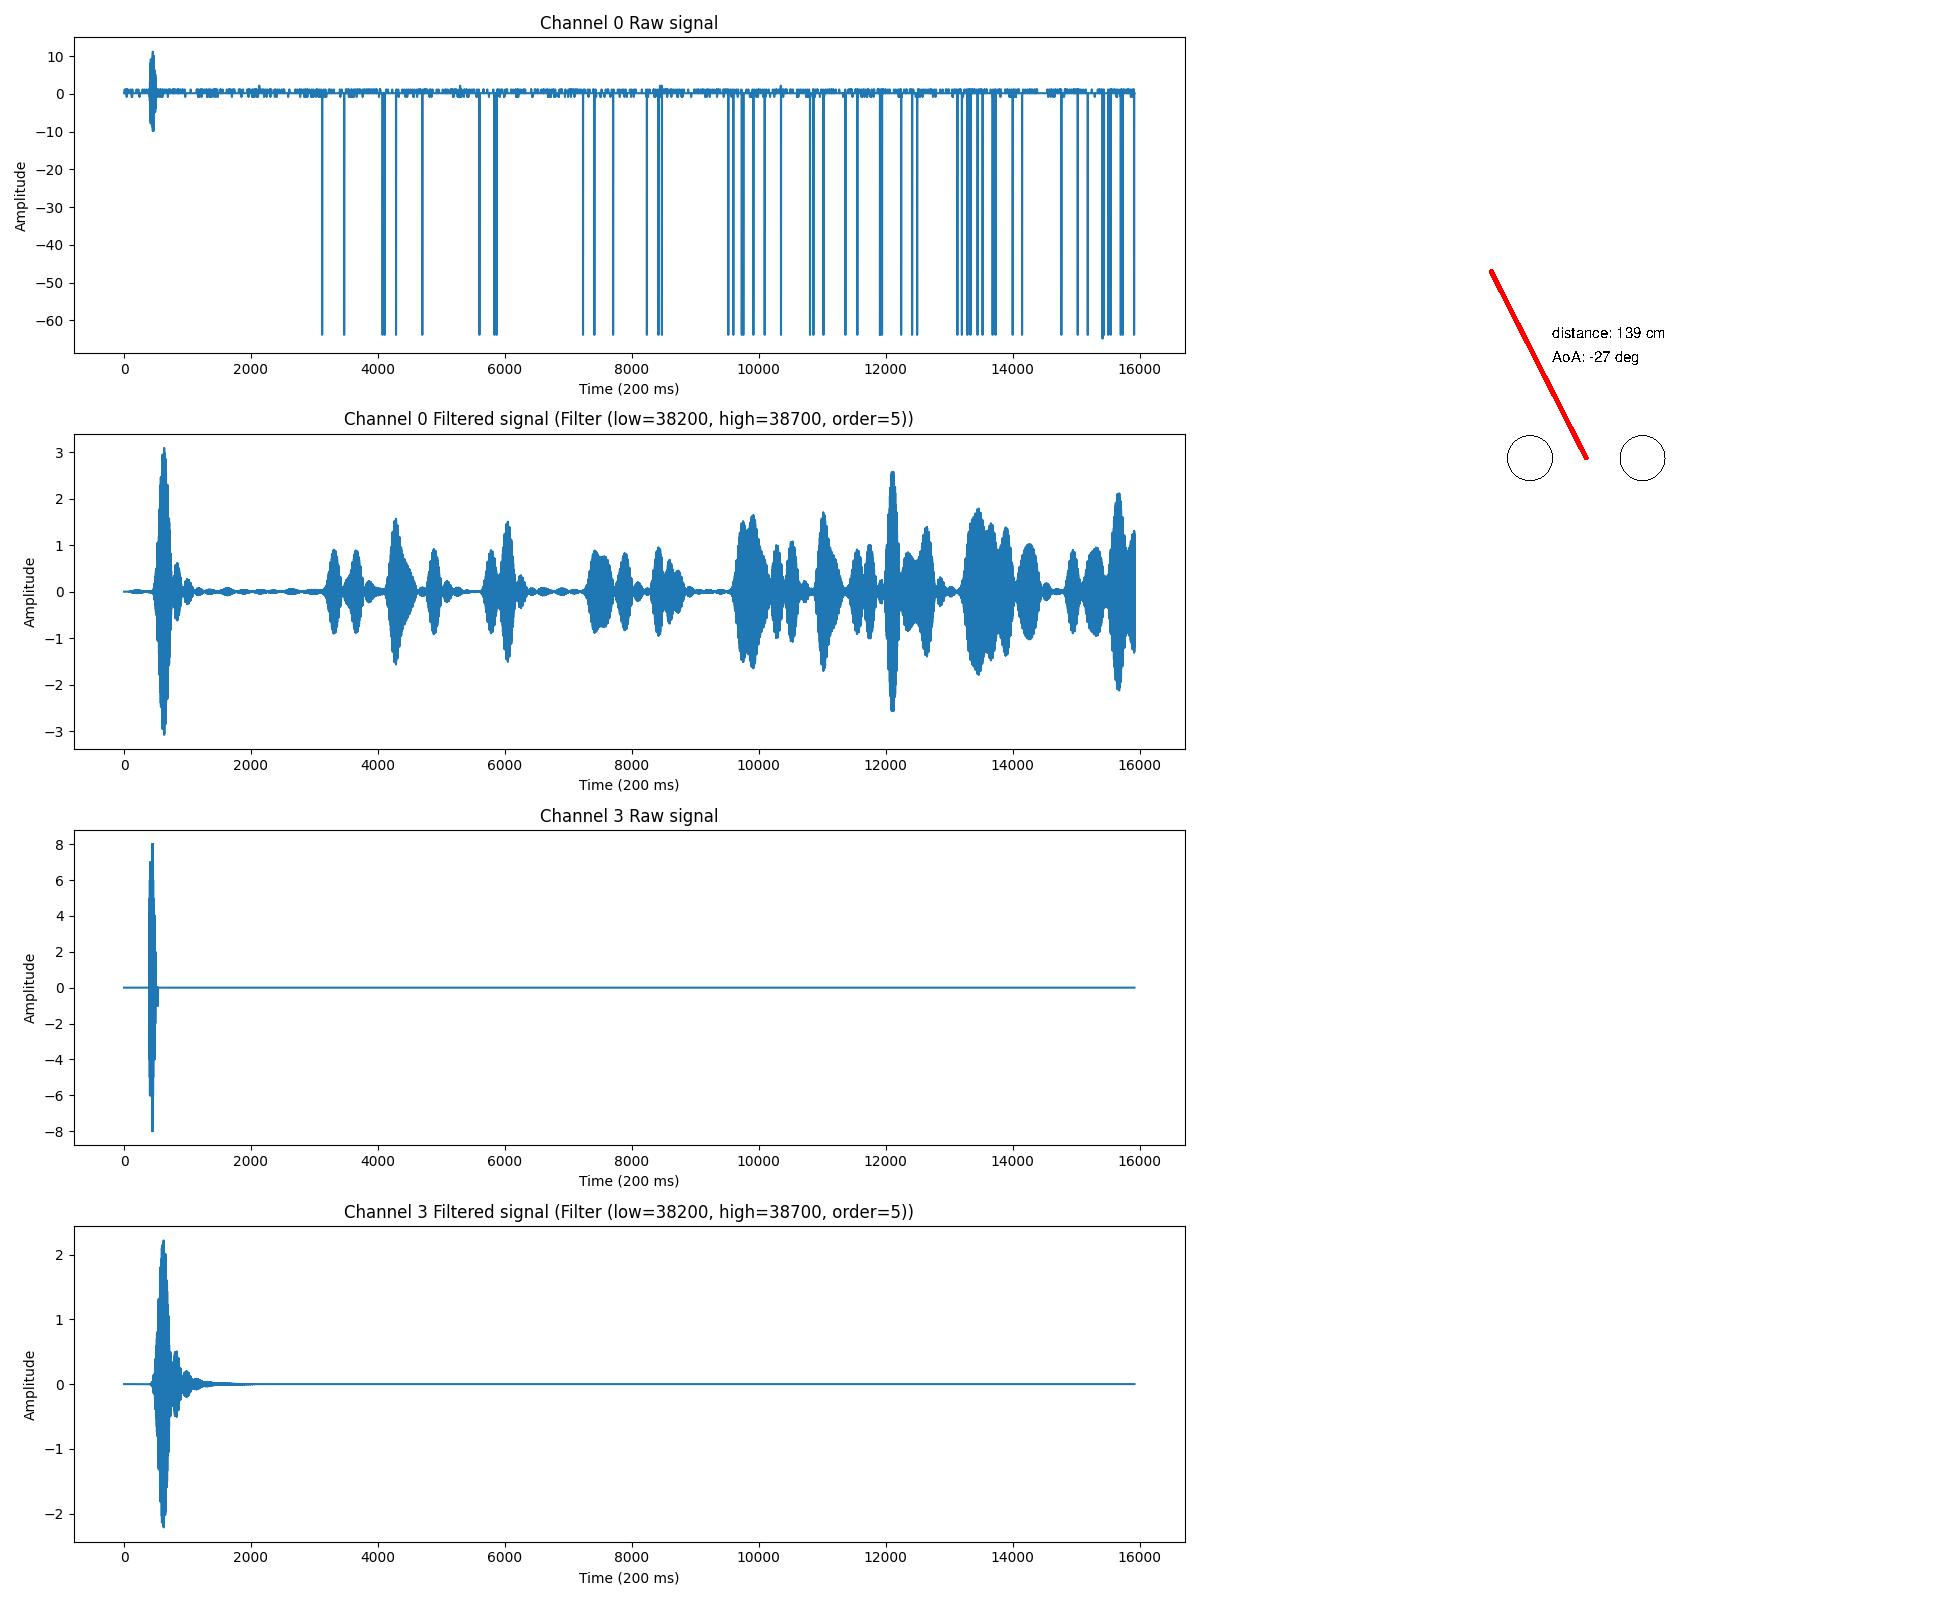 Channel 0 Raw signal
10
0
−10
−20
−30
−40
−50
−60
Amplitude
0 2000 4000 6000 8000 10000 12000 14000 16000
Time (200 ms)
Channel 0 Filtered signal (Filter (low=38200, high=38700, order=5))
3
2
1
0
−1
−2
−3
Amplitude
0 2000 4000 6000 8000 10000 12000 14000 16000
Time (200 ms)
Channel 3 Raw signal
8
6
4
2
0
−2
−4
−6
−8
Amplitude
0 2000 4000 6000 8000 10000 12000 14000 16000
Time (200 ms)
Channel 3 Filtered signal (Filter (low=38200, high=38700, order=5))
2
1
0
−1
−2
Amplitude
0 2000 4000 6000 8000 10000 12000 14000 16000
Time (200 ms)
distance: 139 cm
AoA: -27 deg